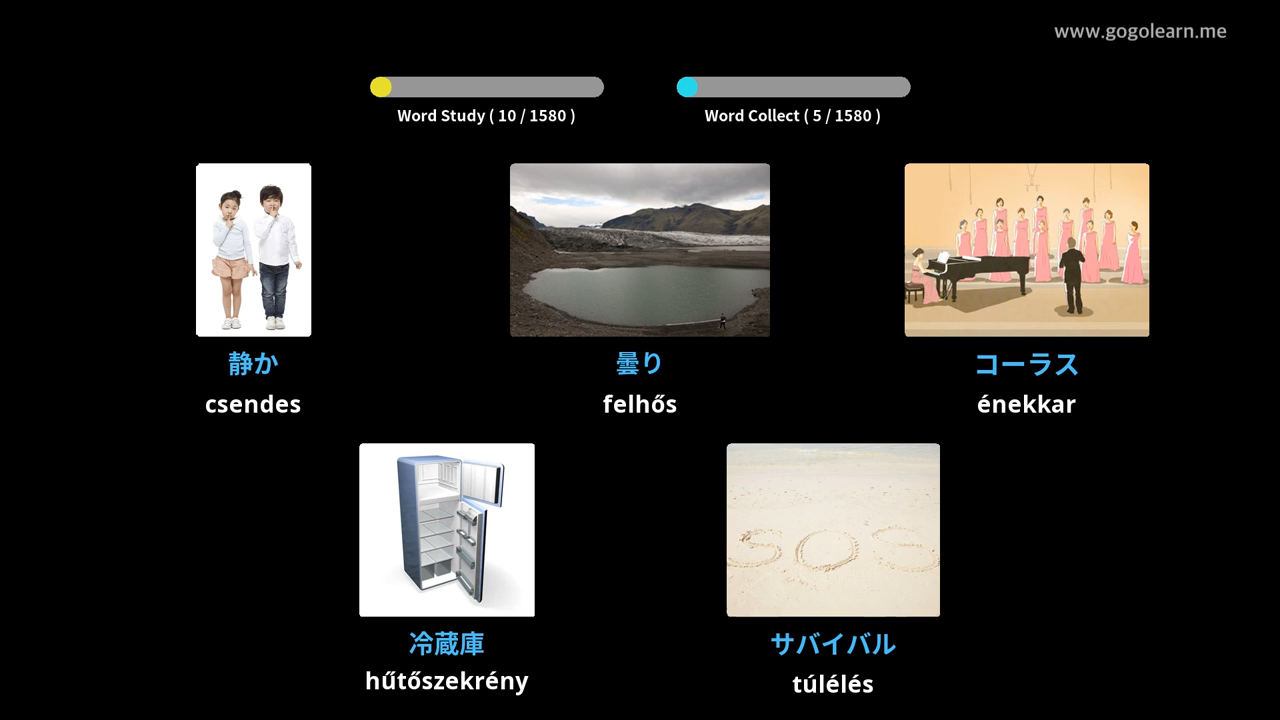 www.gogolearn.me
Word Study ( 10 / 1580 )
Word Collect ( 5 / 1580 )
静か
csendes
曇り
felhős
コーラス
énekkar
冷蔵庫
hűtőszekrény
SOS
サバイバル
túlélés